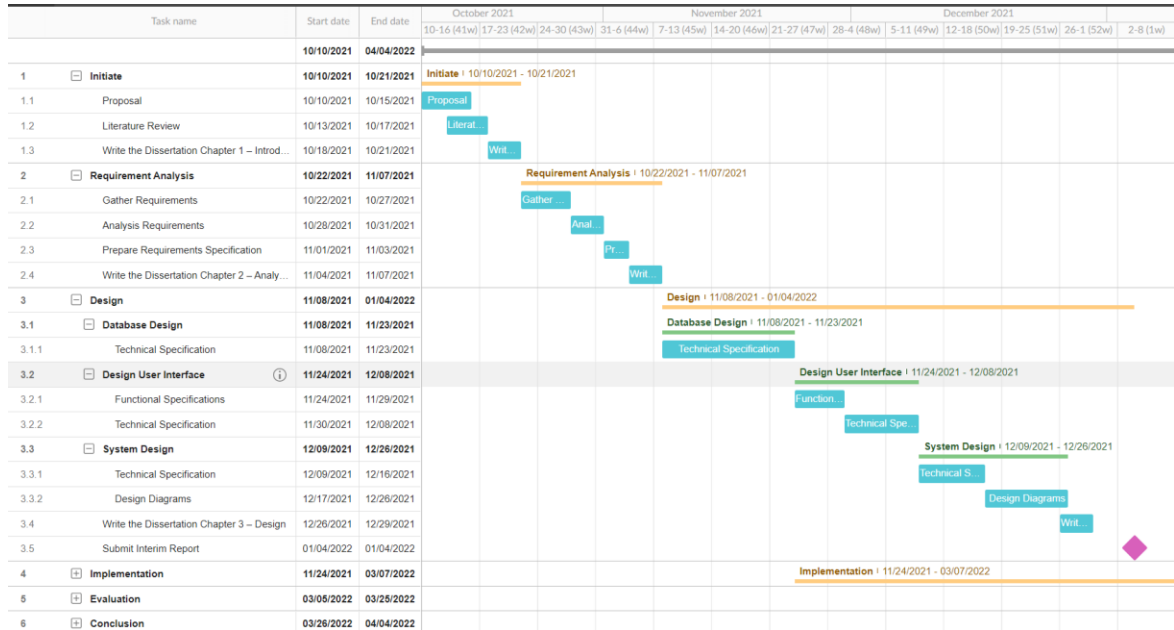 Task name Start date End date October 2021 November 2021 December 2021
10-16 (41w) 17-23 (42w) 24-30 (43w) 31-6 (44w) 7-13 (45w) 14-20 (46w) 21-27 (47w) 28-4 (48w) 5-11 (49w) 12-18 (50w) 19-25 (51w) 26-1 (52w) 2-8 (1w)
10/10/2021 04/04/2022
1 Initiate 10/10/2021 10/21/2021 Initiate 10/10/2021 - 10/21/2021
1.1 Proposal 10/10/2021 10/15/2021 Proposal
1.2 Literature Review 10/13/2021 10/17/2021 Literat...
1.3 Write the Dissertation Chapter 1 – Introd... 10/18/2021 10/21/2021 Writ...
2 Requirement Analysis 10/22/2021 11/07/2021 Requirement Analysis 10/22/2021 - 11/07/2021
2.1 Gather Requirements 10/22/2021 10/27/2021 Gather ...
2.2 Analysis Requirements 10/28/2021 10/31/2021 Anal...
2.3 Prepare Requirements Specification 11/01/2021 11/03/2021 Pr...
2.4 Write the Dissertation Chapter 2 – Analy... 11/04/2021 11/07/2021 Writ...
3 Design 11/08/2021 01/04/2022 Design 11/08/2021 - 01/04/2022
3.1 Database Design 11/08/2021 11/23/2021 Database Design 11/08/2021 - 11/23/2021
3.1.1 Technical Specification 11/08/2021 11/23/2021 Technical Specification
3.2 Design User Interface 11/24/2021 12/08/2021 Design User Interface 11/24/2021 - 12/08/2021
3.2.1 Functional Specifications 11/24/2021 11/29/2021 Function...
3.2.2 Technical Specification 11/30/2021 12/08/2021 Technical Spe...
3.3 System Design 12/09/2021 12/26/2021 System Design 12/09/2021 - 12/26/2021
3.3.1 Technical Specification 12/09/2021 12/16/2021 Technical S...
3.3.2 Design Diagrams 12/17/2021 12/26/2021 Design Diagrams
3.4 Write the Dissertation Chapter 3 – Design 12/26/2021 12/29/2021 Writ...
3.5 Submit Interim Report 01/04/2022 01/04/2022
4 Implementation 11/24/2021 03/07/2022 Implementation 11/24/2021 - 03/07/2022
5 Evaluation 03/05/2022 03/25/2022
6 Conclusion 03/26/2022 04/04/2022